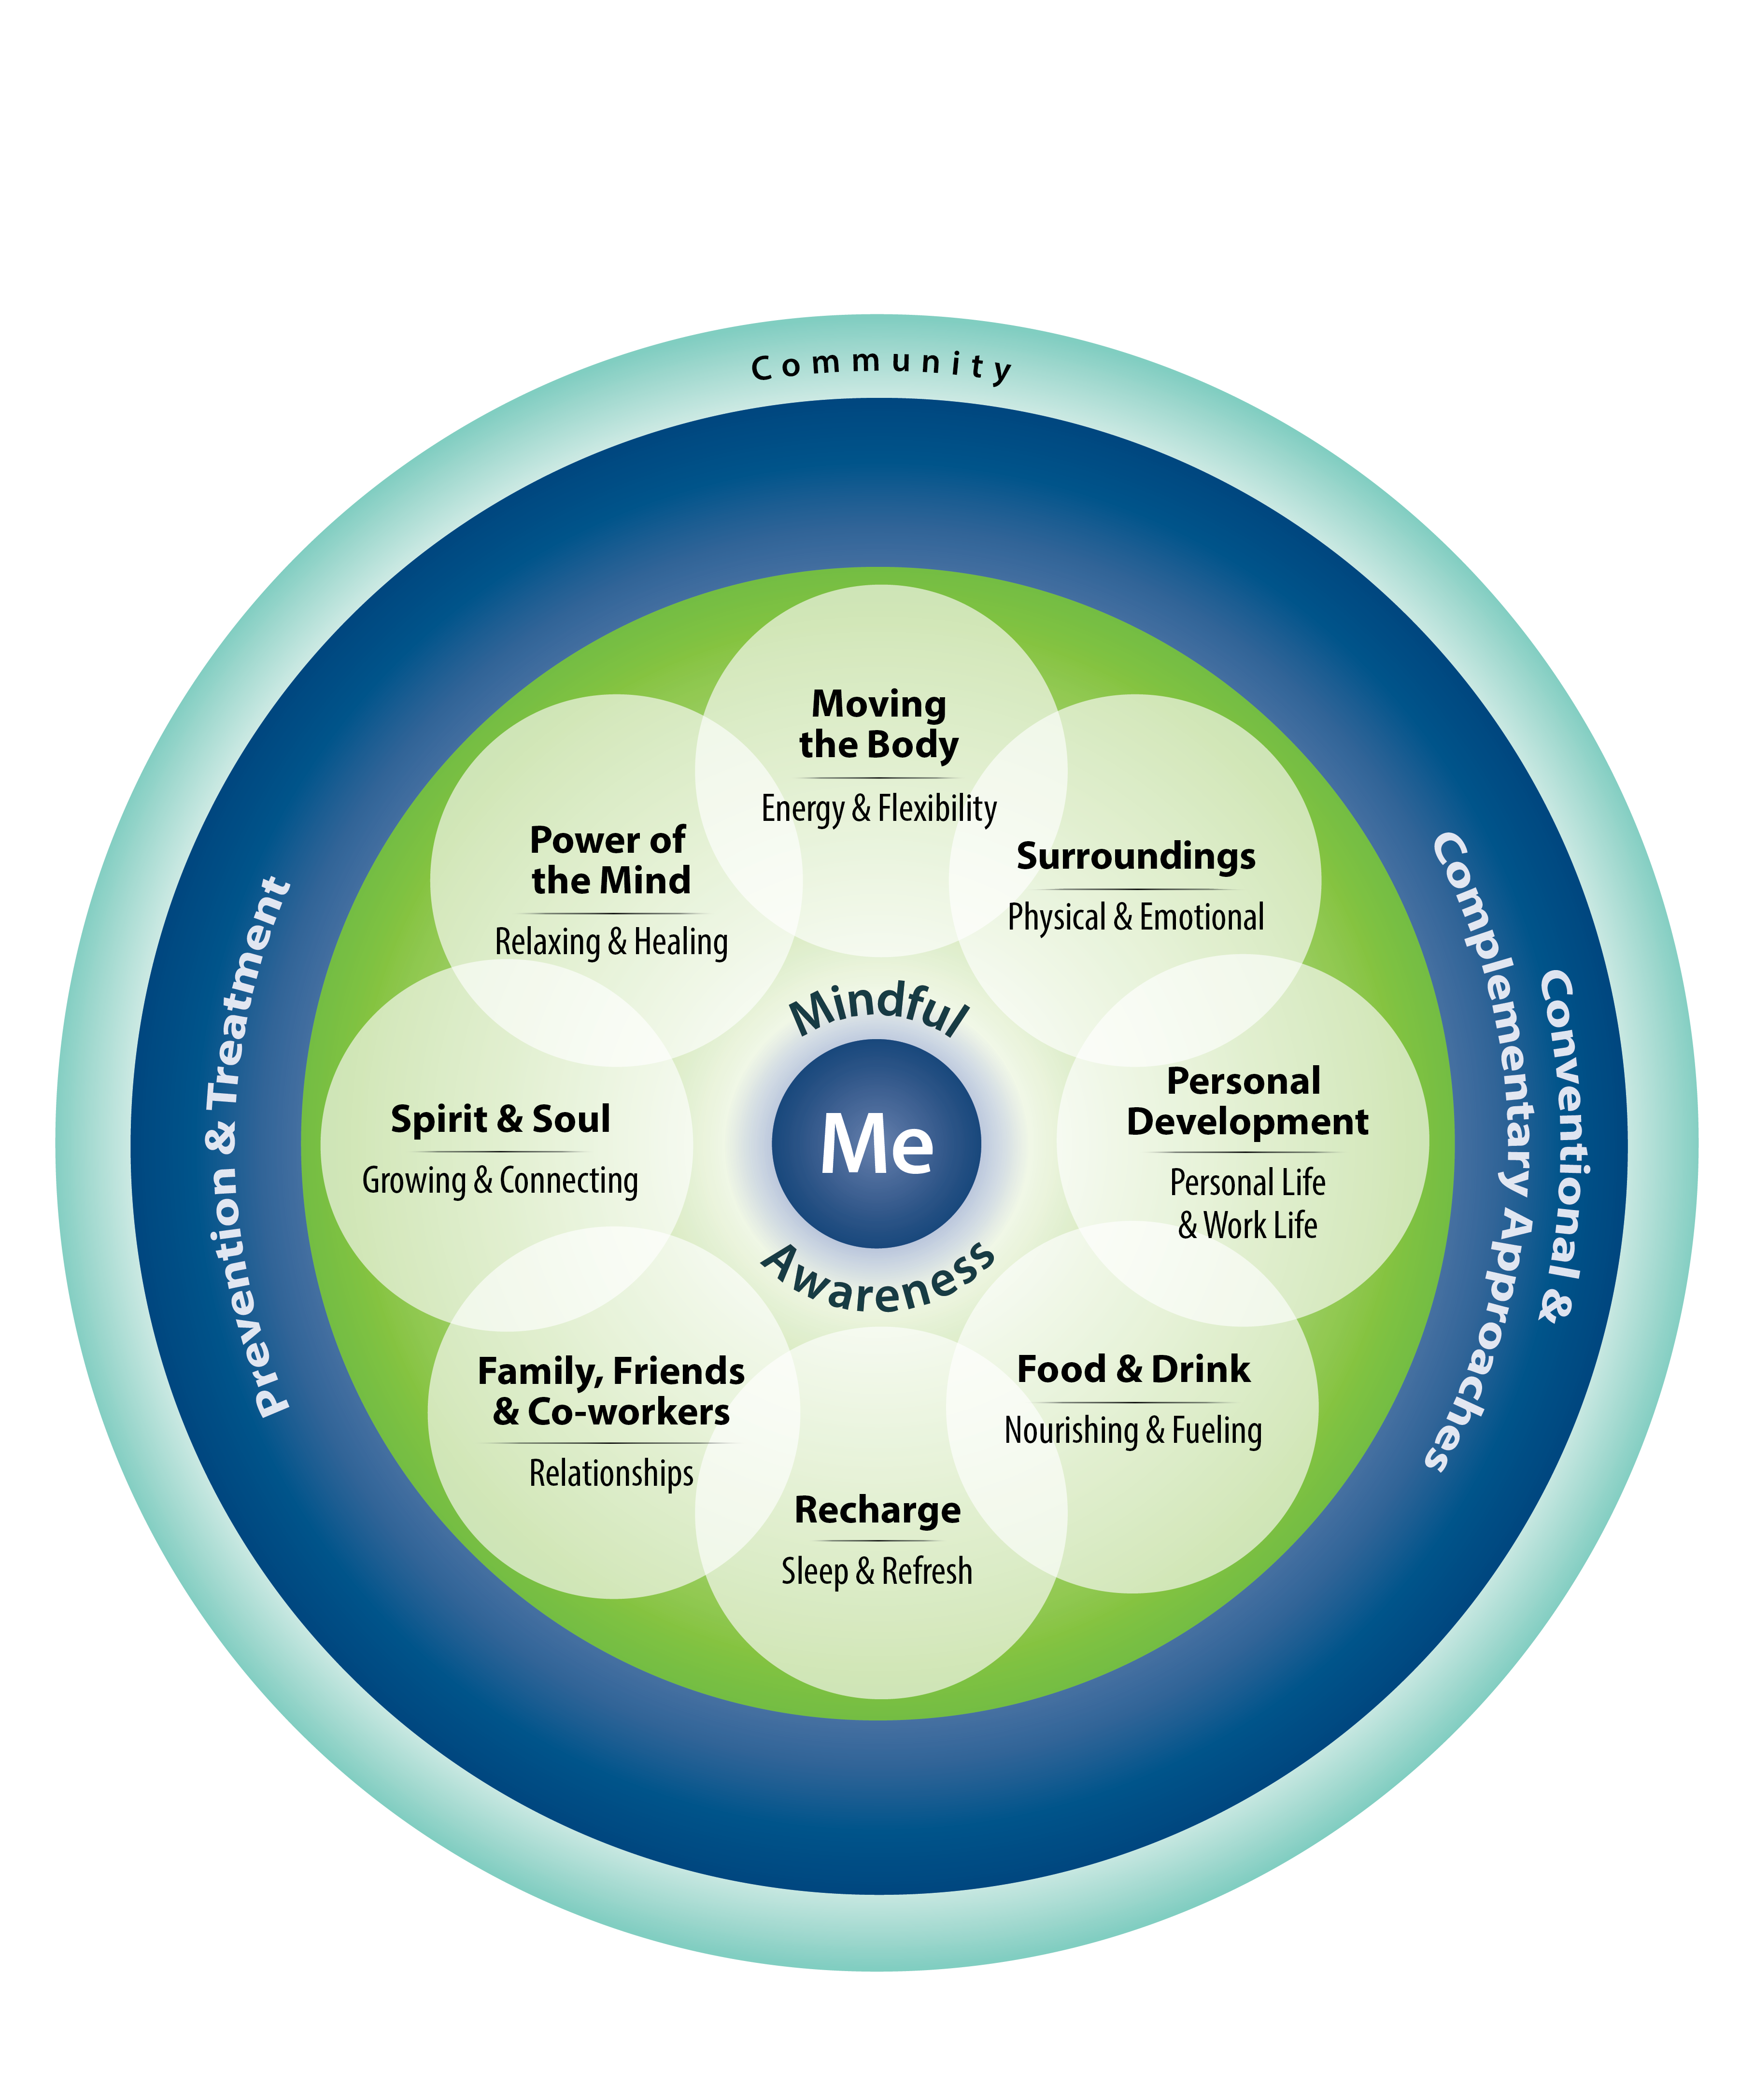 Community
Moving
the Body
Energy & Flexibility
Surroundings
Physical & Emotional
Personal
Development
Personal Life
& Work Life
Food & Drink
Nourishing & Fueling
Recharge
Sleep & Refresh
Family, Friends
& Co-workers
Relationships
Spirit & Soul
Growing & Connecting
Power of
the Mind
Relaxing & Healing
Mindful
Me
Awareness
Prevention & Treatment
Conventional &
Complementary Approaches